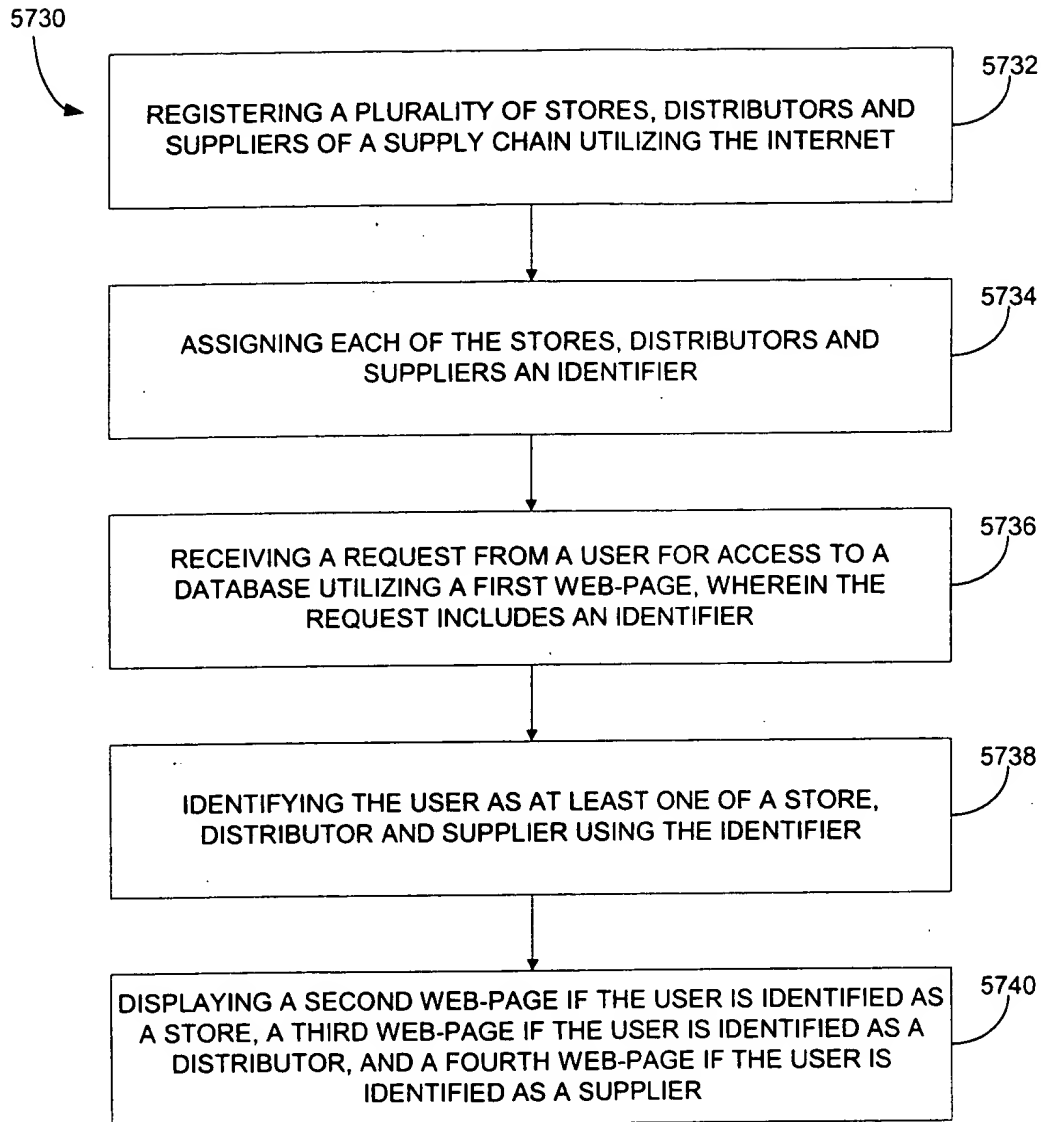 5730
5732
REGISTERING A PLURALITY OF STORES, DISTRIBUTORS AND
SUPPLIERS OF A SUPPLY CHAIN UTILIZING THE INTERNET
5734
ASSIGNING EACH OF THE STORES, DISTRIBUTORS AND
SUPPLIERS AN IDENTIFIER
5736
RECEIVING A REQUEST FROM A USER FOR ACCESS TO A
DATABASE UTILIZING A FIRST WEB-PAGE, WHEREIN THE
REQUEST INCLUDES AN IDENTIFIER
5738
IDENTIFYING THE USER AS AT LEAST ONE OF A STORE,
DISTRIBUTOR AND SUPPLIER USING THE IDENTIFIER
5740
DISPLAYING A SECOND WEB-PAGE IF THE USER IS IDENTIFIED AS
A STORE, A THIRD WEB-PAGE IF THE USER IS IDENTIFIED AS A
DISTRIBUTOR, AND A FOURTH WEB-PAGE IF THE USER IS
IDENTIFIED AS A SUPPLIER